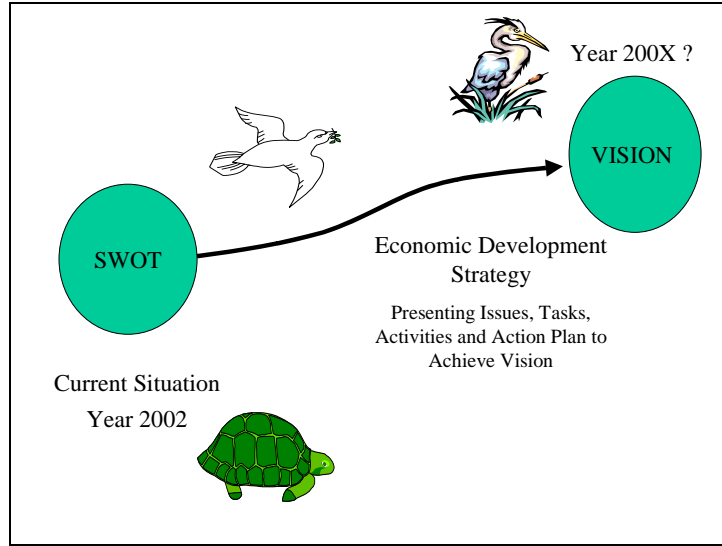 Year 200X ?
VISION
SWOT
Economic Development
Strategy
Presenting Issues, Tasks,
Activities and Action Plan to
Achieve Vision
Current Situation
Year 2002